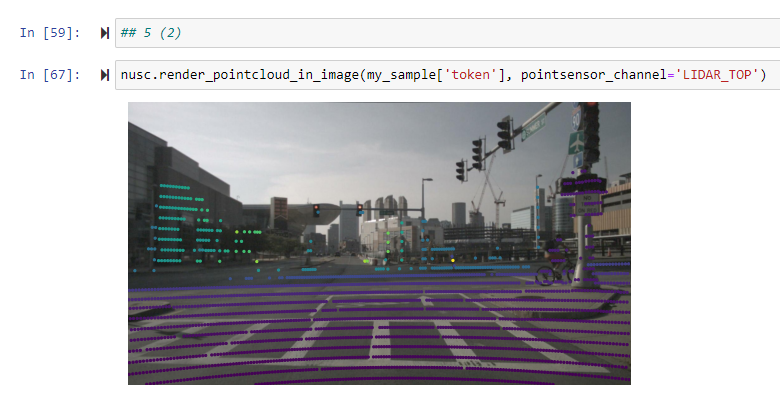 In [59]:
## 5 (2)
In [67]:
nusc.render_pointcloud_in_image(my_sample['token'], pointsensor_channel='LIDAR_TOP')